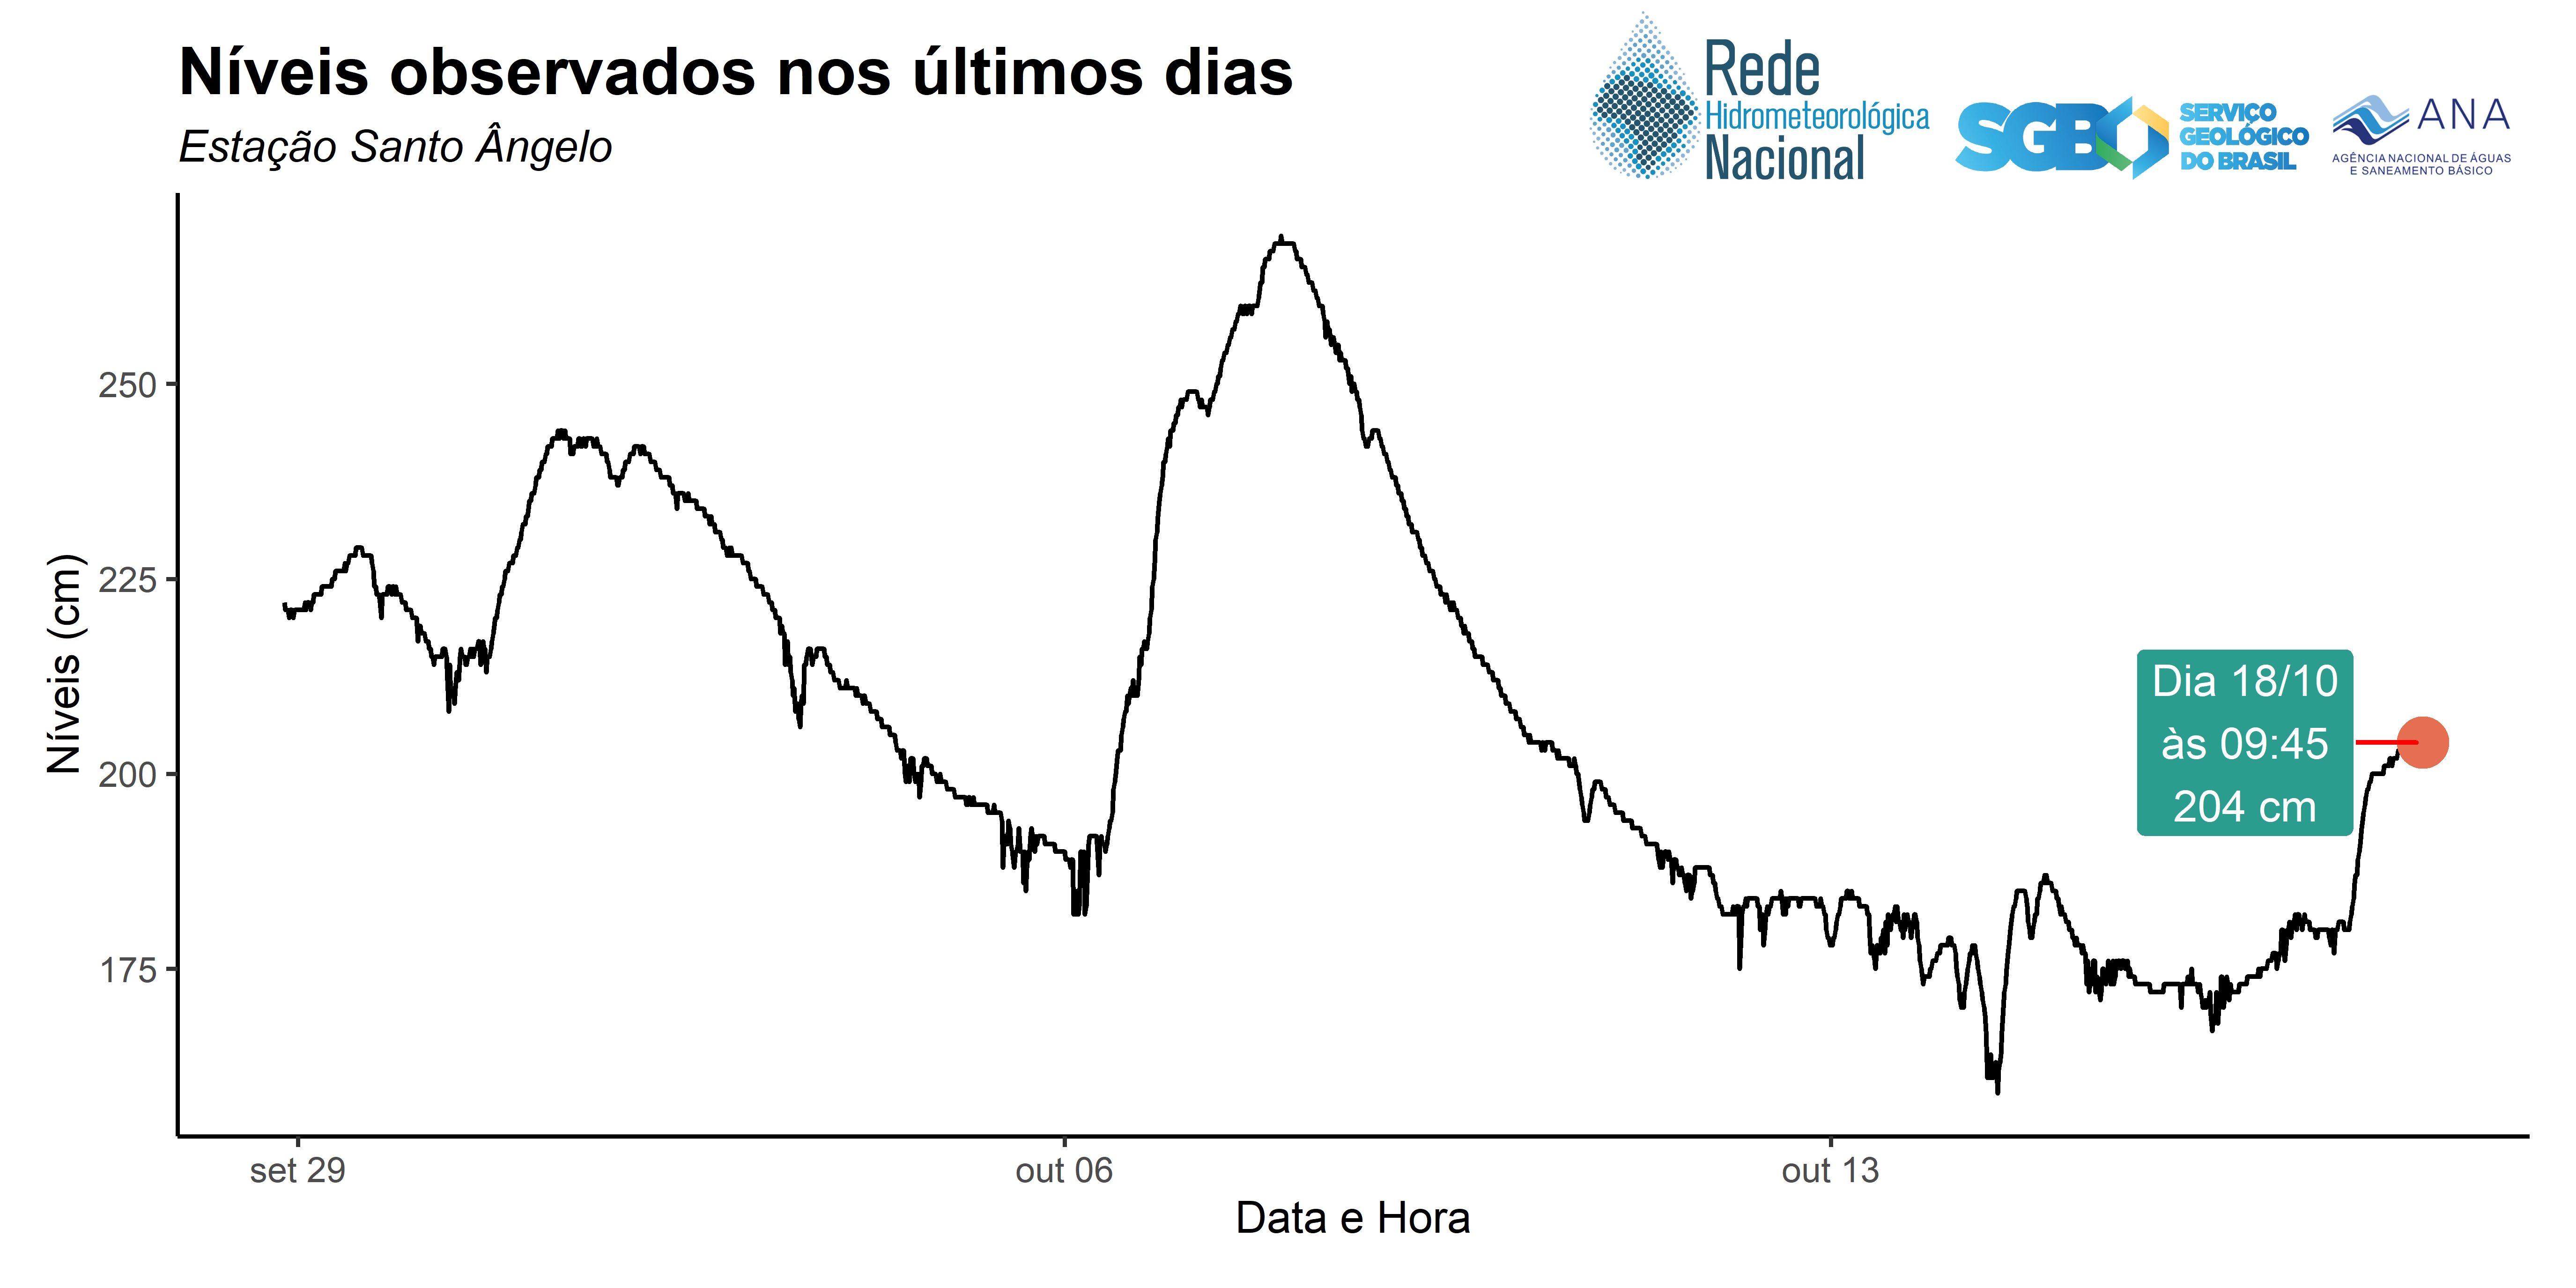 Níveis observados nos últimos dias
Estação Santo Ângelo
Rede
Hidrometeorológica
Nacional
SGB
SERVIÇO
GEOLÓGICO
DO BRASIL
ANA
AGÊNCIA NACIONAL DE ÁGUAS
E SANEAMENTO BÁSICO
Níveis (cm)
250
225
200
175
Dia 18/10
às 09:45
204 cm
set 29
out 06
out 13
Data e Hora